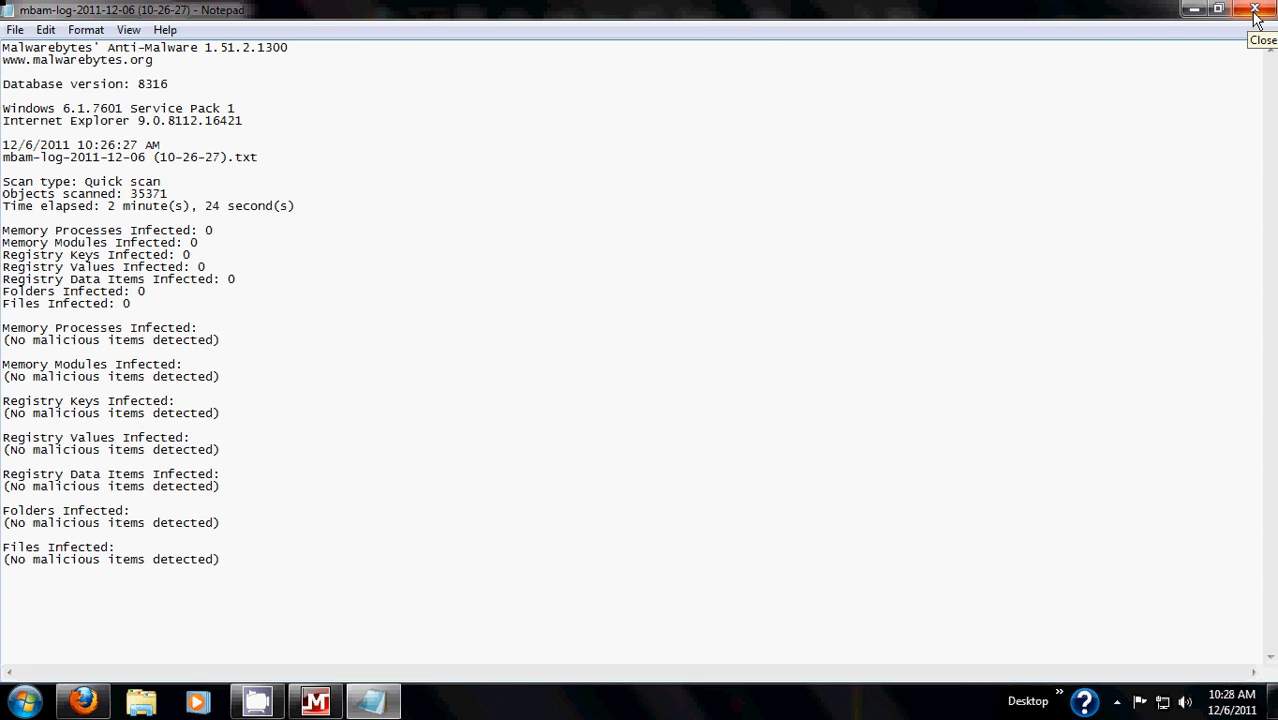 mbam-log-2011-12-06 (10-26-27) - Notepad
File Edit Format View Help
Close
Malwarebytes' Anti-Malware 1.51.2.1300
www.malwarebytes.org
Database version: 8316
Windows 6.1.7601 Service Pack 1
Internet Explorer 9.0.8112.16421
12/6/2011 10:26:27 AM
mbam-log-2011-12-06 (10-26-27).txt
Scan type: Quick scan
Objects scanned: 35371
Time elapsed: 2 minute(s), 24 second(s)
Memory Processes Infected: 0
Memory Modules Infected: 0
Registry Keys Infected: 0
Registry Values Infected: 0
Registry Data Items Infected: 0
Folders Infected: 0
Files Infected: 0
Memory Processes Infected:
(No malicious items detected)
Memory Modules Infected:
(No malicious items detected)
Registry Keys Infected:
(No malicious items detected)
Registry Values Infected:
(No malicious items detected)
Registry Data Items Infected:
(No malicious items detected)
Folders Infected:
(No malicious items detected)
Files Infected:
(No malicious items detected)
Desktop
10:28 AM
12/6/2011